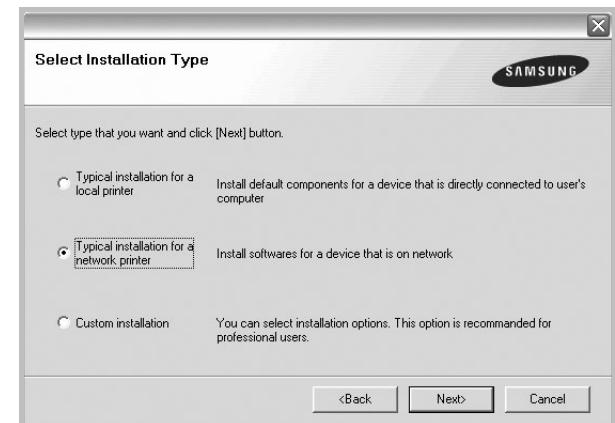 Select Installation Type
SAMSUNG
Select type that you want and click [Next] button.
Typical installation for a
local printer
Install default components for a device that is directly connected to user's
computer
Typical installation for a
network printer
Install softwares for a device that is on network
Custom installation
You can select installation options. This option is recommanded for
professional users.
<Back
Next>
Cancel